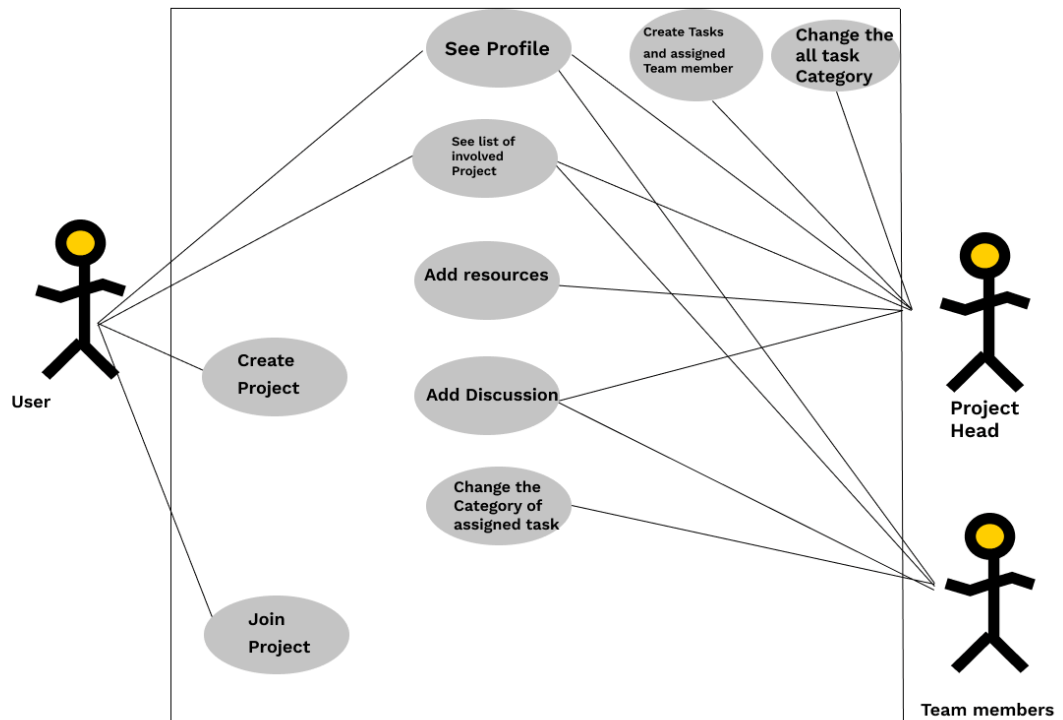 See Profile
Create Tasks
and assigned
Team member
Change the
all task
Category
See list of
involved
Project
Add resources
Create
Project
User
Add Discussion
Project
Head
Change the
Category of
assigned task
Join
Project
Team members